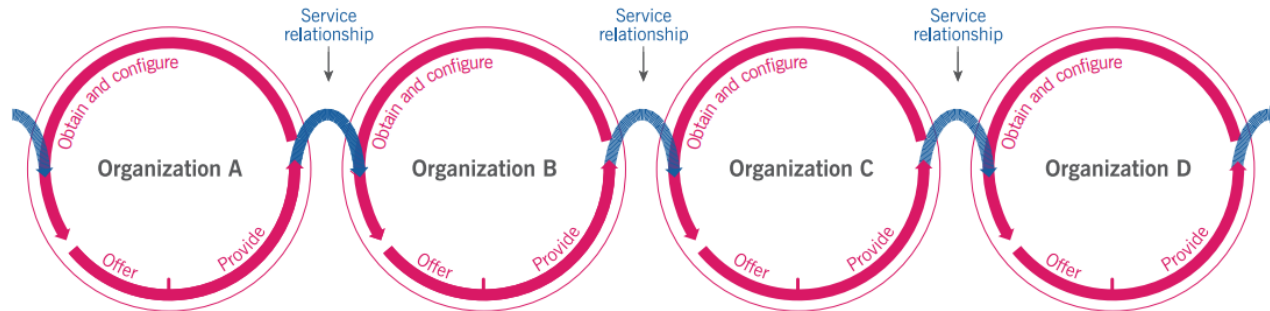 Service
relationship
Service
relationship
Service
relationship
Obtain and configure
Organization A
Offer
Provide
Obtain and configure
Organization B
Offer
Provide
Obtain and configure
Organization C
Offer
Provide
Obtain and configure
Organization D
Offer
Provide